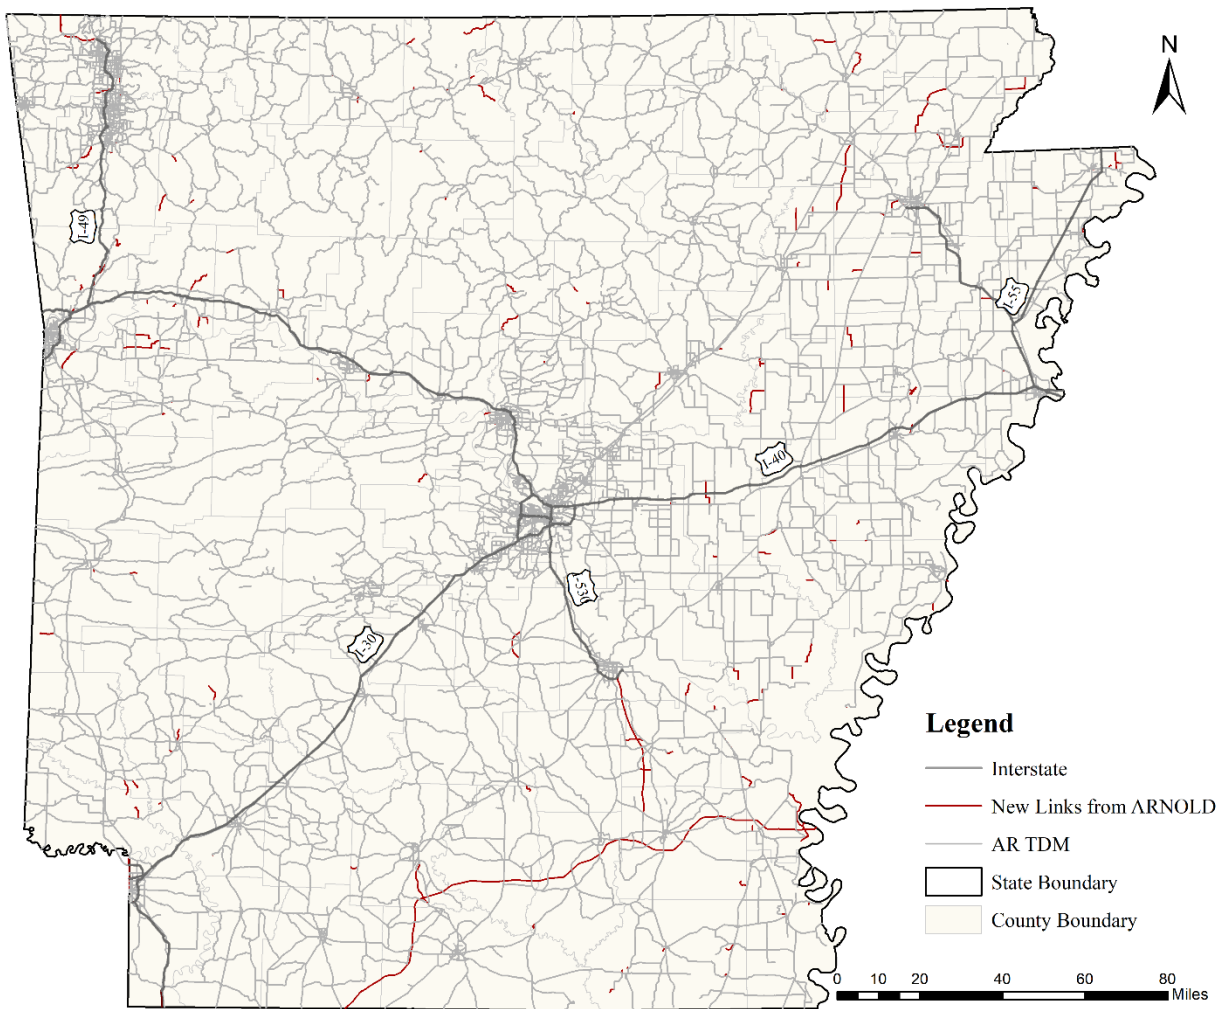 N
I-49
I-55
I-40
I-530
I-30
Legend
Interstate
New Links from ARNOLD
AR TDM
State Boundary
County Boundary
0 10 20 40 60 80
Miles